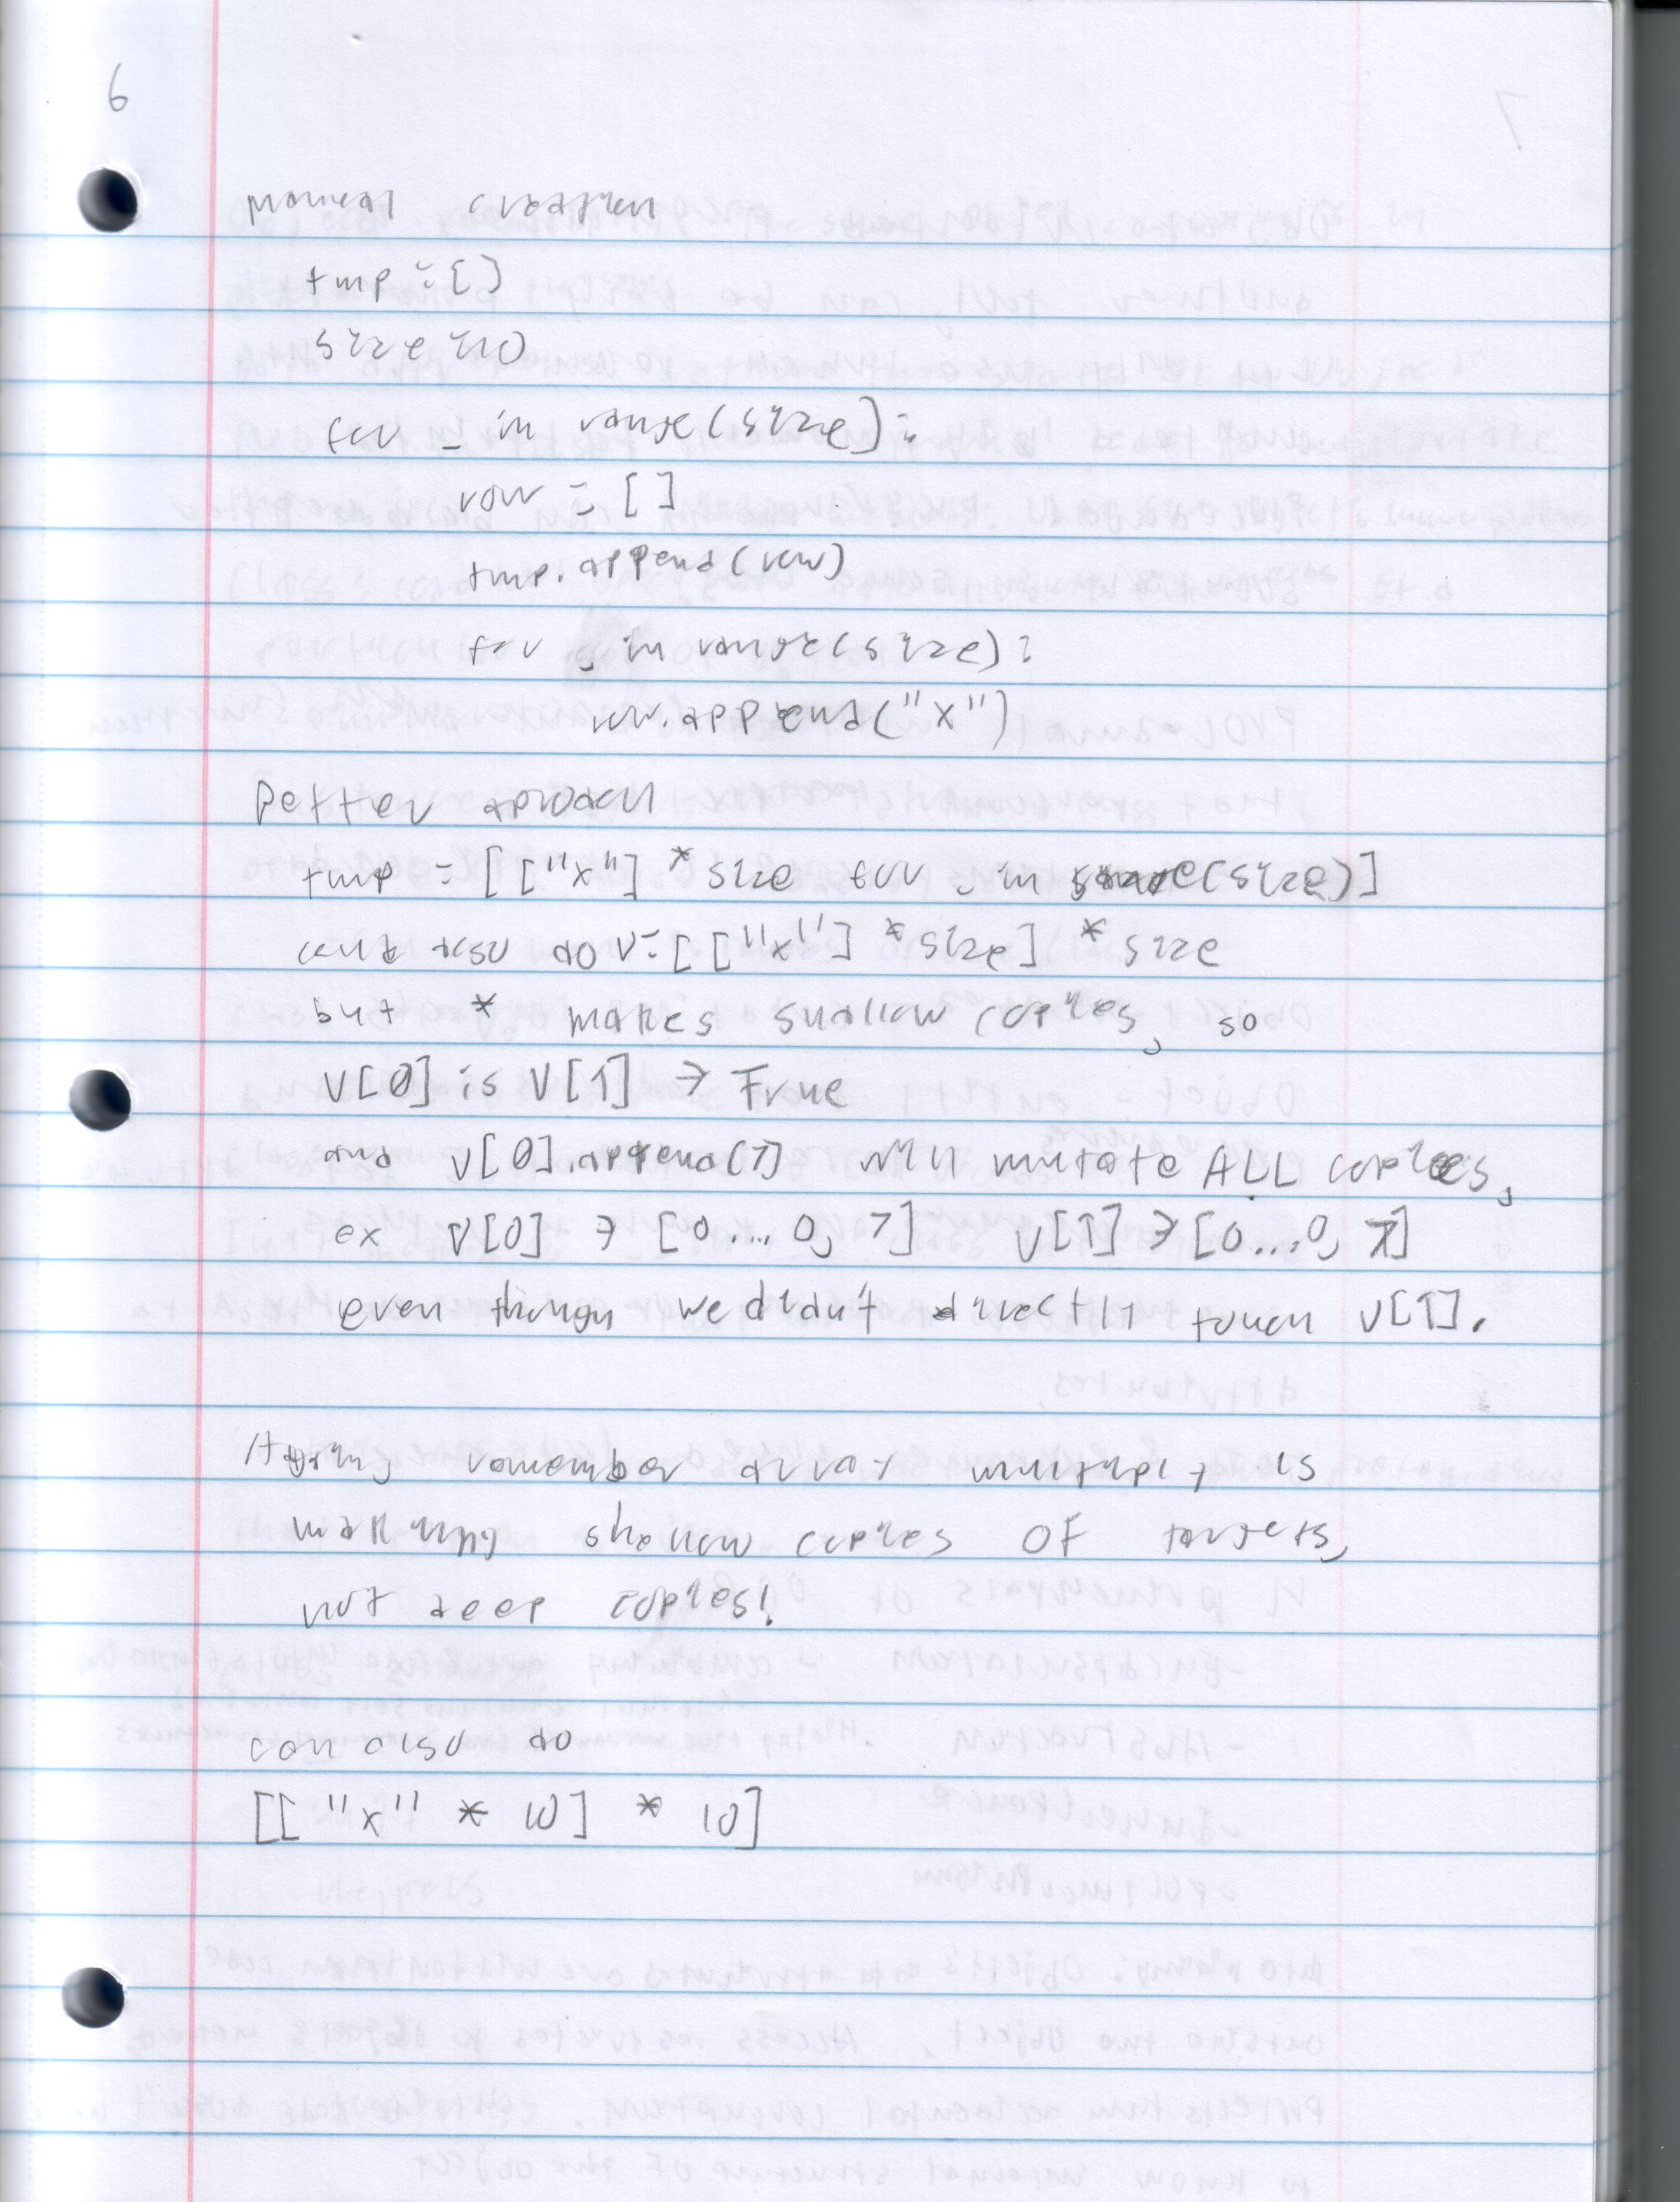 6
manual creation
tmp = []
size = 10
for _ in range(size):
row = []
tmp.append(row)
for _ in range(size):
row.append("x")
Better aproach
tmp = [["x"] * size for _ in range(size)]
could also do V = [["x"] * size] * size
but * makes shallow copies, so
V[0] is V[1] → True
and V[0].append(7) will mutate ALL copies,
ex V[0] → [0...0, 7] V[1] → [0...0, 7]
even though we didn't directly touch V[1].
remember array multiply is
making shallow copies OF targets,
not deep copies!
can also do
[["x" * 10] * 10]